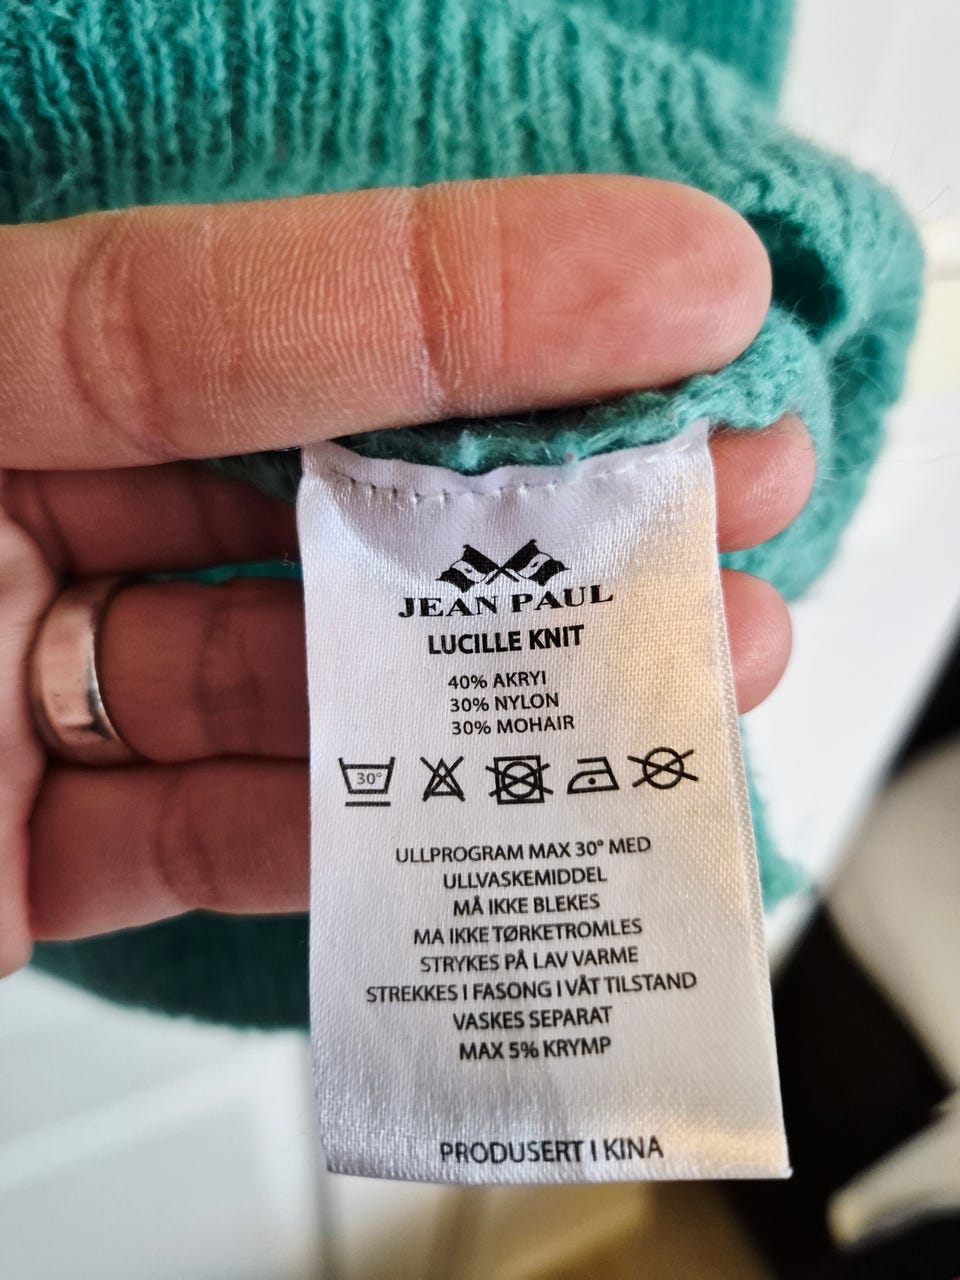 JEAN PAUL
LUCILLE KNIT
40% AKRYI
30% NYLON
30% MOHAIR
30°
ULLPROGRAM MAX 30° MED
ULLVASKEMIDDEL
MÅ IKKE BLEKES
MA IKKE TØRKETROMLES
STRYKES PÅ LAV VARME
STREKKES I FASONG I VÅT TILSTAND
VASKES SEPARAT
MAX 5% KRYMP
PRODUSERT I KINA